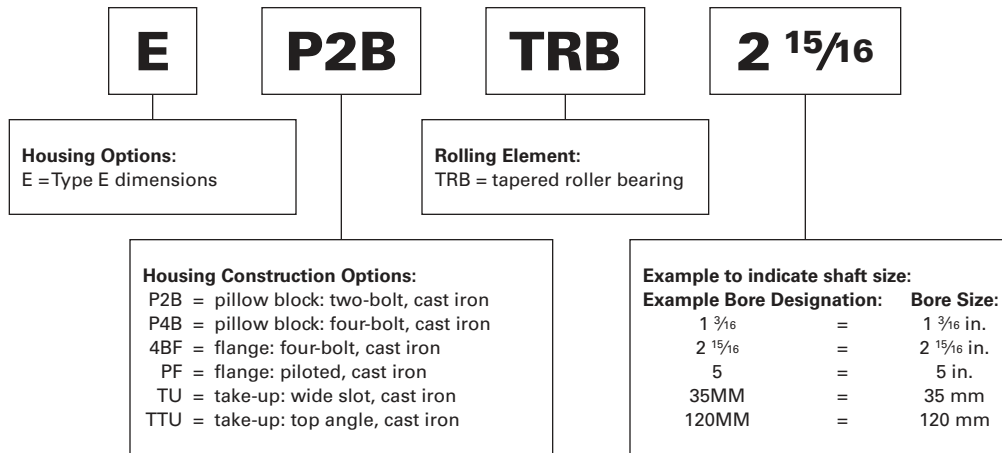 E P2B TRB 2 15/16
Housing Options:
E =Type E dimensions
Rolling Element:
TRB = tapered roller bearing
Housing Construction Options:
P2B = pillow block: two-bolt, cast iron
P4B = pillow block: four-bolt, cast iron
4BF = flange: four-bolt, cast iron
PF = flange: piloted, cast iron
TU = take-up: wide slot, cast iron
TTU = take-up: top angle, cast iron
Example to indicate shaft size:
Example Bore Designation: Bore Size:
1 3/16 = 1 3/16 in.
2 15/16 = 2 15/16 in.
5 = 5 in.
35MM = 35 mm
120MM = 120 mm